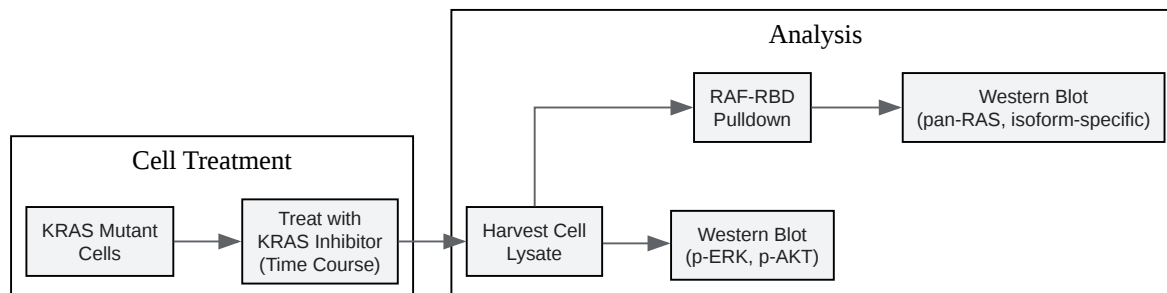 Cell Treatment
KRAS Mutant
Cells
Treat with
KRAS Inhibitor
(Time Course)
Analysis
Harvest Cell
Lysate
RAF-RBD
Pulldown
Western Blot
(pan-RAS, isoform-specific)
Western Blot
(p-ERK, p-AKT)